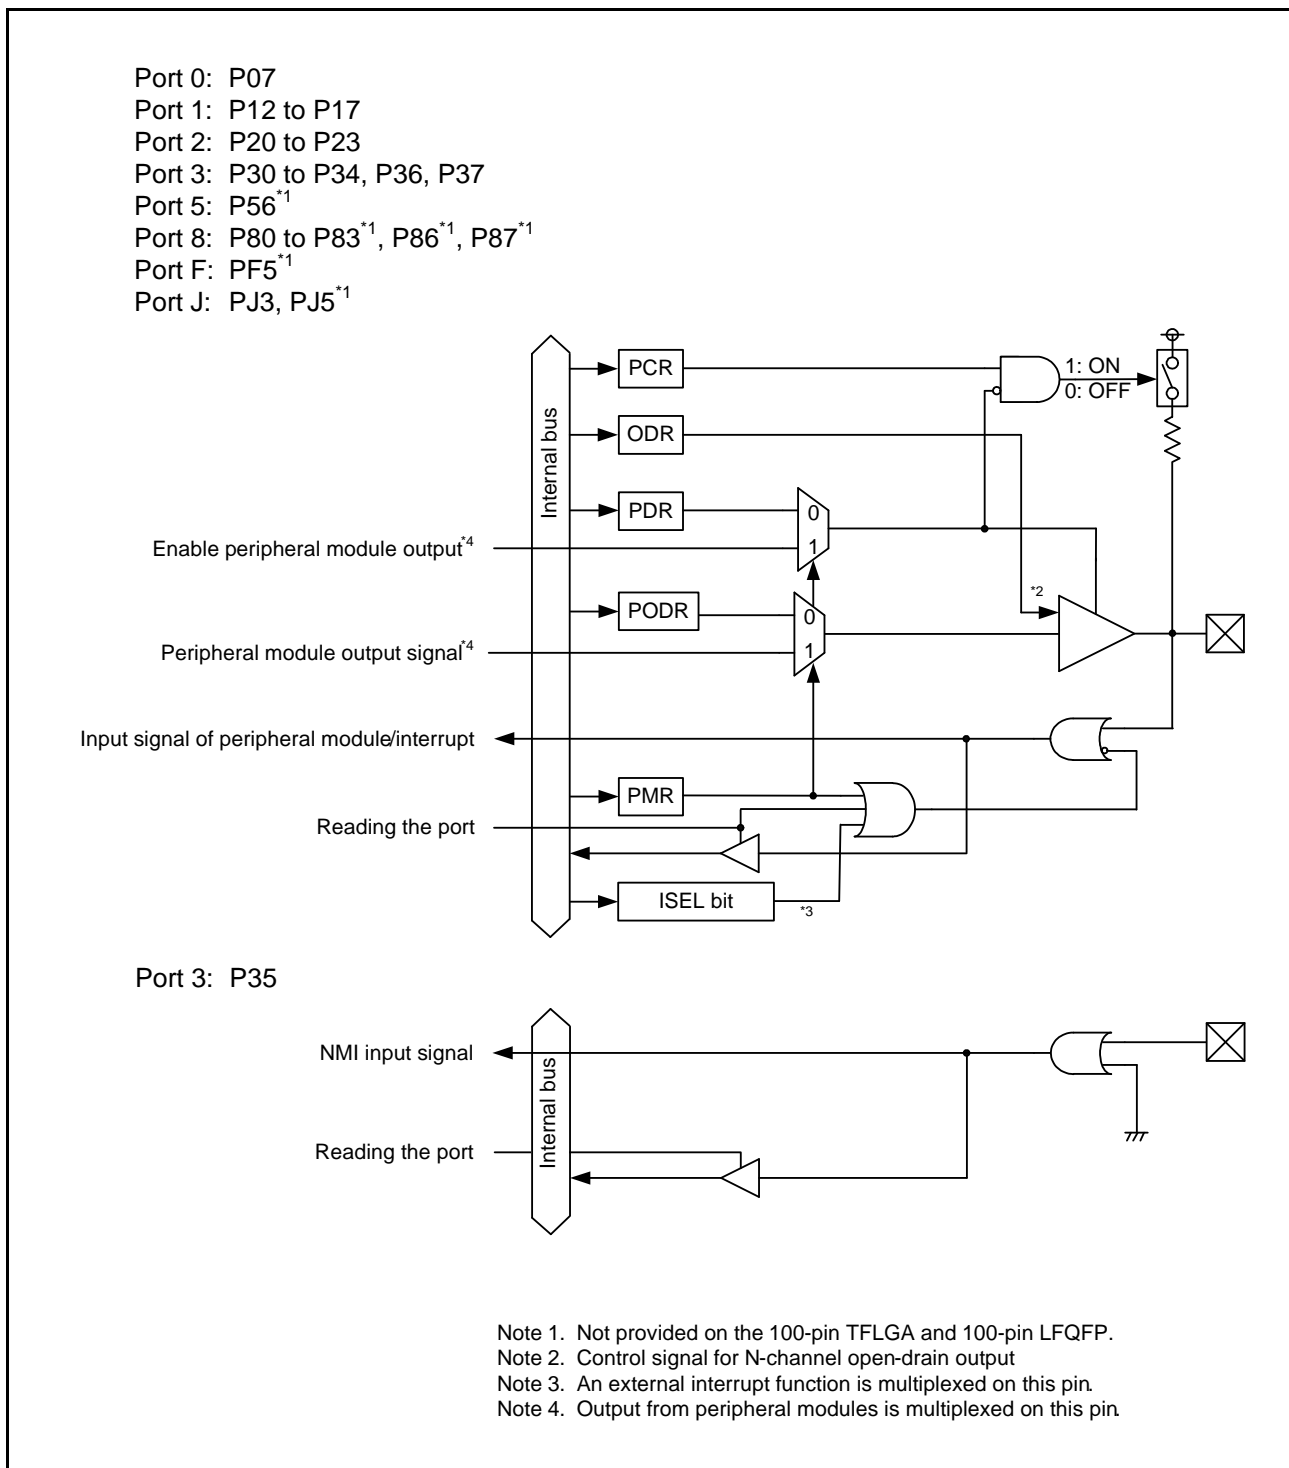 Port 0: P07
Port 1: P12 to P17
Port 2: P20 to P23
Port 3: P30 to P34, P36, P37
Port 5: P56*1
Port 8: P80 to P83*1, P86*1, P87*1
Port F: PF5*1
Port J: PJ3, PJ5*1
Internal bus
PCR
1: ON
0: OFF
ODR
PDR
0
Enable peripheral module output*4
1
*2
PODR
0
Peripheral module output signal*4
1
Input signal of peripheral module/interrupt
PMR
Reading the port
ISEL bit
*3
Port 3: P35
Internal bus
NMI input signal
Reading the port
Note 1. Not provided on the 100-pin TFLGA and 100-pin LFQFP.
Note 2. Control signal for N-channel open-drain output
Note 3. An external interrupt function is multiplexed on this pin.
Note 4. Output from peripheral modules is multiplexed on this pin.